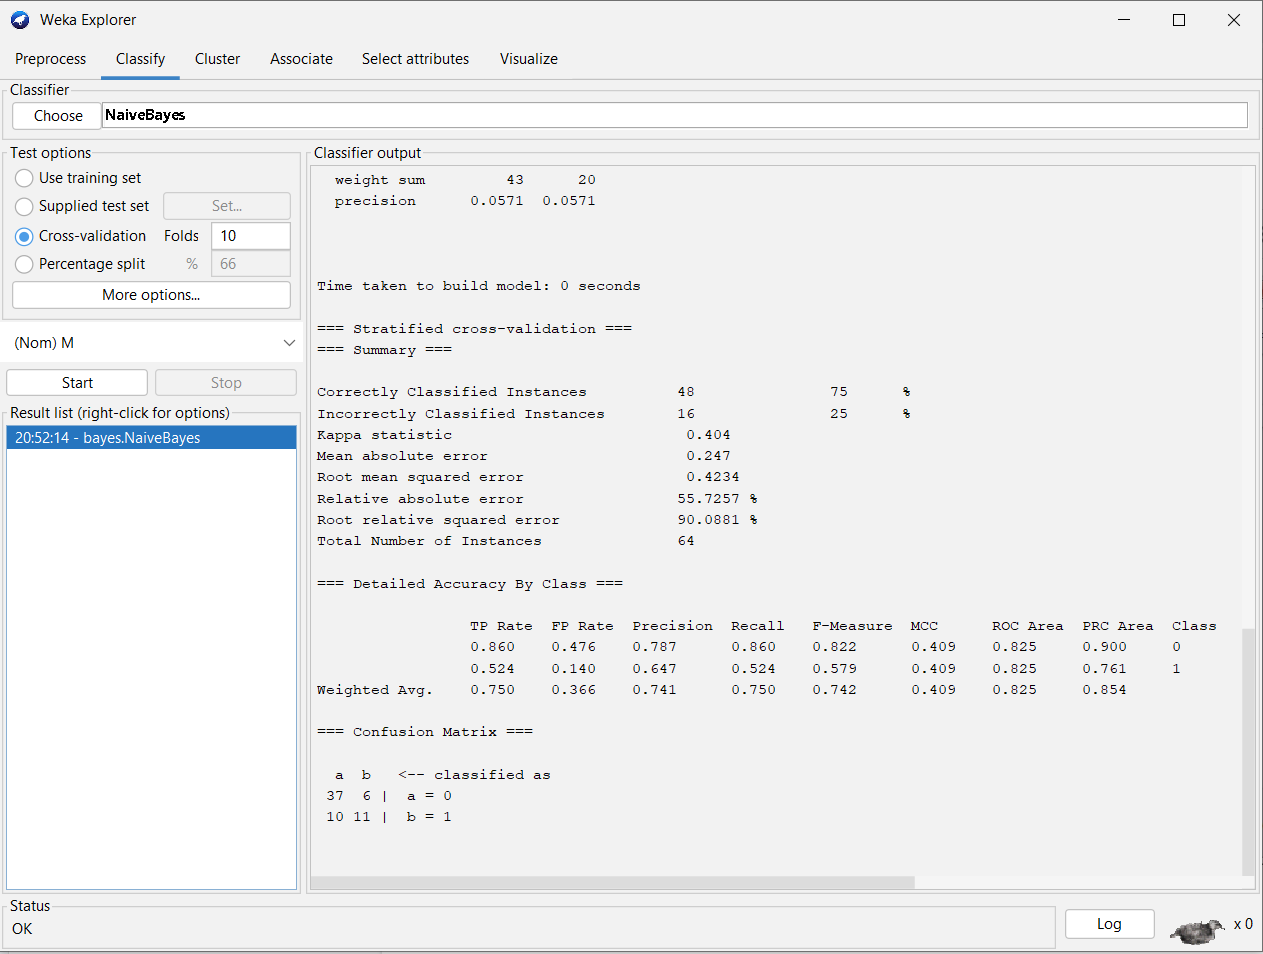 Weka Explorer
Preprocess Classify Cluster Associate Select attributes Visualize
Classifier
Choose NaiveBayes
Test options
Use training set
Supplied test set Set...
Cross-validation Folds 10
Percentage split % 66
More options...
(Nom) M
Start Stop
Result list (right-click for options)
20:52:14 - bayes.NaiveBayes
Classifier output
weight sum 43 20
precision 0.0571 0.0571
Time taken to build model: 0 seconds
=== Stratified cross-validation ===
=== Summary ===
Correctly Classified Instances 48 75 %
Incorrectly Classified Instances 16 25 %
Kappa statistic 0.404
Mean absolute error 0.247
Root mean squared error 0.4234
Relative absolute error 55.7257 %
Root relative squared error 90.0881 %
Total Number of Instances 64
=== Detailed Accuracy By Class ===
TP Rate FP Rate Precision Recall F-Measure MCC ROC Area PRC Area Class
0.860 0.476 0.787 0.860 0.822 0.409 0.825 0.900 0
0.524 0.140 0.647 0.524 0.579 0.409 0.825 0.761 1
Weighted Avg. 0.750 0.366 0.741 0.750 0.742 0.409 0.825 0.854
=== Confusion Matrix ===
a b <-- classified as
37 6 | a = 0
10 11 | b = 1
Status
OK
Log
x 0